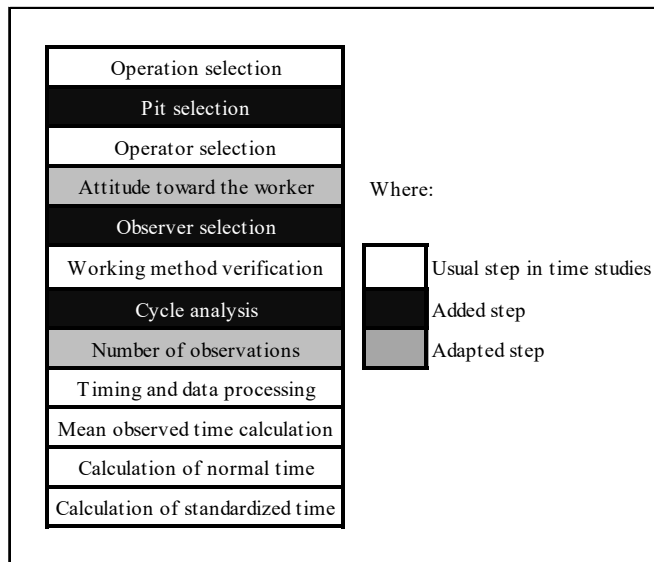 Operation selection
Pit selection
Operator selection
Attitude toward the worker
Where:
Observer selection
Working method verification
Usual step in time studies
Cycle analysis
Added step
Number of observations
Adapted step
Timing and data processing
Mean observed time calculation
Calculation of normal time
Calculation of standardized time